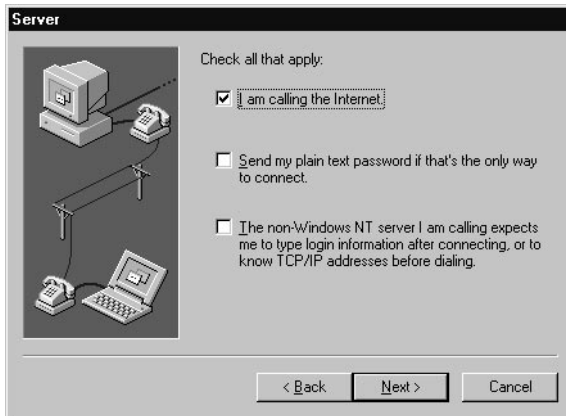 Server
Check all that apply:
I am calling the Internet.
Send my plain text password if that's the only way
to connect.
The non-Windows NT server I am calling expects
me to type login information after connecting, or to
know TCP/IP addresses before dialing.
< Back
Next >
Cancel